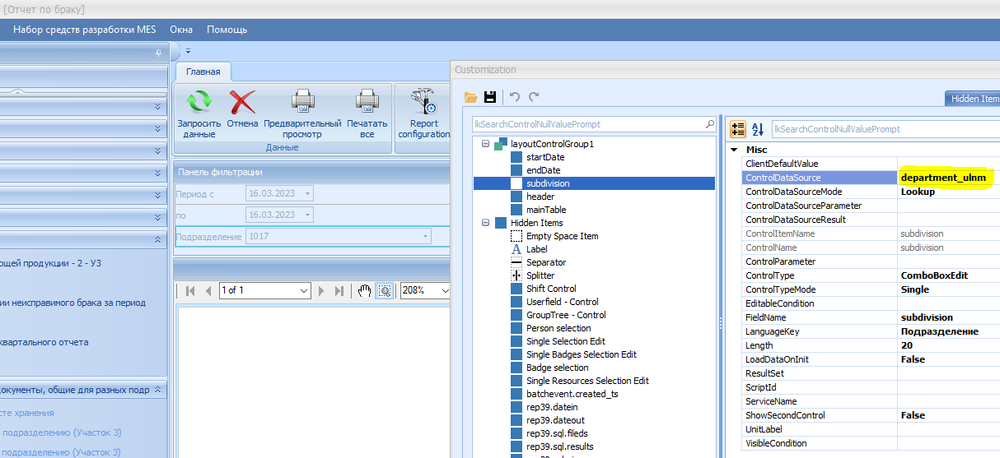 [Отчет по браку]
Набор средств разработки MES Окна Помощь
Главная
Запросить данные
Отмена
Предварительный просмотр
Печатать все
Report configuration
Данные
Панель фильтрации
Период с 16.03.2023
по 16.03.2023
Подразделение 1017
1 of 1
208%
ющей продукции - 2 - УЗ
ии неисправимого брака за период
квартального отчета
документы, общие для разных подр
сте хранения
подразделению (Участок 3)
подразделению (Участок 3)
Customization
Hidden Item
lkSearchControlNullValuePrompt
layoutControlGroup1
startDate
endDate
subdivision
header
mainTable
Hidden Items
Empty Space Item
A Label
Separator
Splitter
Shift Control
Userfield - Control
GroupTree - Control
Person selection
Single Selection Edit
Single Badges Selection Edit
Badge selection
Single Resources Selection Edit
batchevent.created_ts
rep39.datein
rep39.dateout
rep39.sql.fileds
rep39.sql.results
lkSearchControlNullValuePrompt
Misc
ClientDefaultValue
ControlDataSource department_ulnm
ControlDataSourceMode Lookup
ControlDataSourceParameter
ControlDataSourceResult
ControlItemName subdivision
ControlName subdivision
ControlParameter
ControlType ComboBoxEdit
ControlTypeMode Single
EditableCondition
FieldName subdivision
LanguageKey Подразделение
Length 20
LoadDataOnInit False
ResultSet
ScriptId
ServiceName
ShowSecondControl False
UnitLabel
VisibleCondition